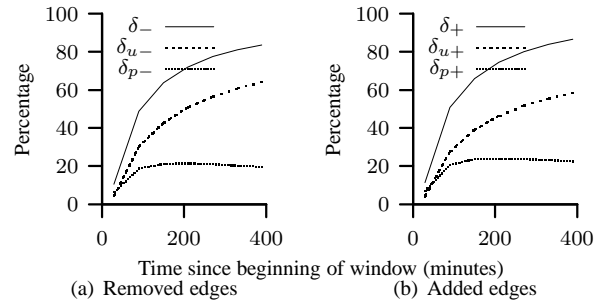 100
80
60
40
20
0
Percentage
δ−
δu−
δp−
0
200
400
100
80
60
40
20
0
Percentage
δ+
δu+
δp+
0
200
400
Time since beginning of window (minutes)
(a) Removed edges
(b) Added edges